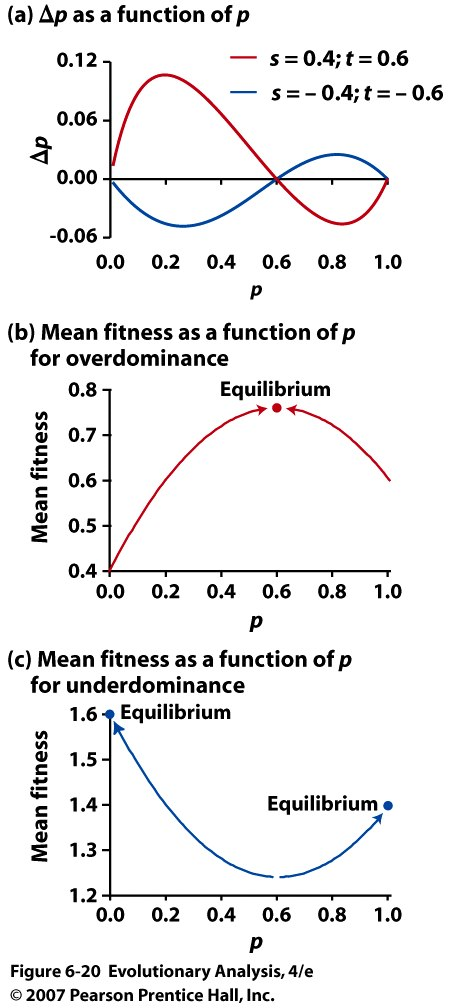 (a) Δp as a function of p
0.12
0.06
0.00
-0.06
Δp
s = 0.4; t = 0.6
s = – 0.4; t = – 0.6
0.0 0.2 0.4 0.6 0.8 1.0
p
(b) Mean fitness as a function of p
for overdominance
Equilibrium
0.8
0.7
0.6
0.5
0.4
Mean fitness
0.0 0.2 0.4 0.6 0.8 1.0
p
(c) Mean fitness as a function of p
for underdominance
1.6
Equilibrium
1.5
1.4
Equilibrium
1.3
1.2
Mean fitness
0.0 0.2 0.4 0.6 0.8 1.0
p
Figure 6-20 Evolutionary Analysis, 4/e
© 2007 Pearson Prentice Hall, Inc.